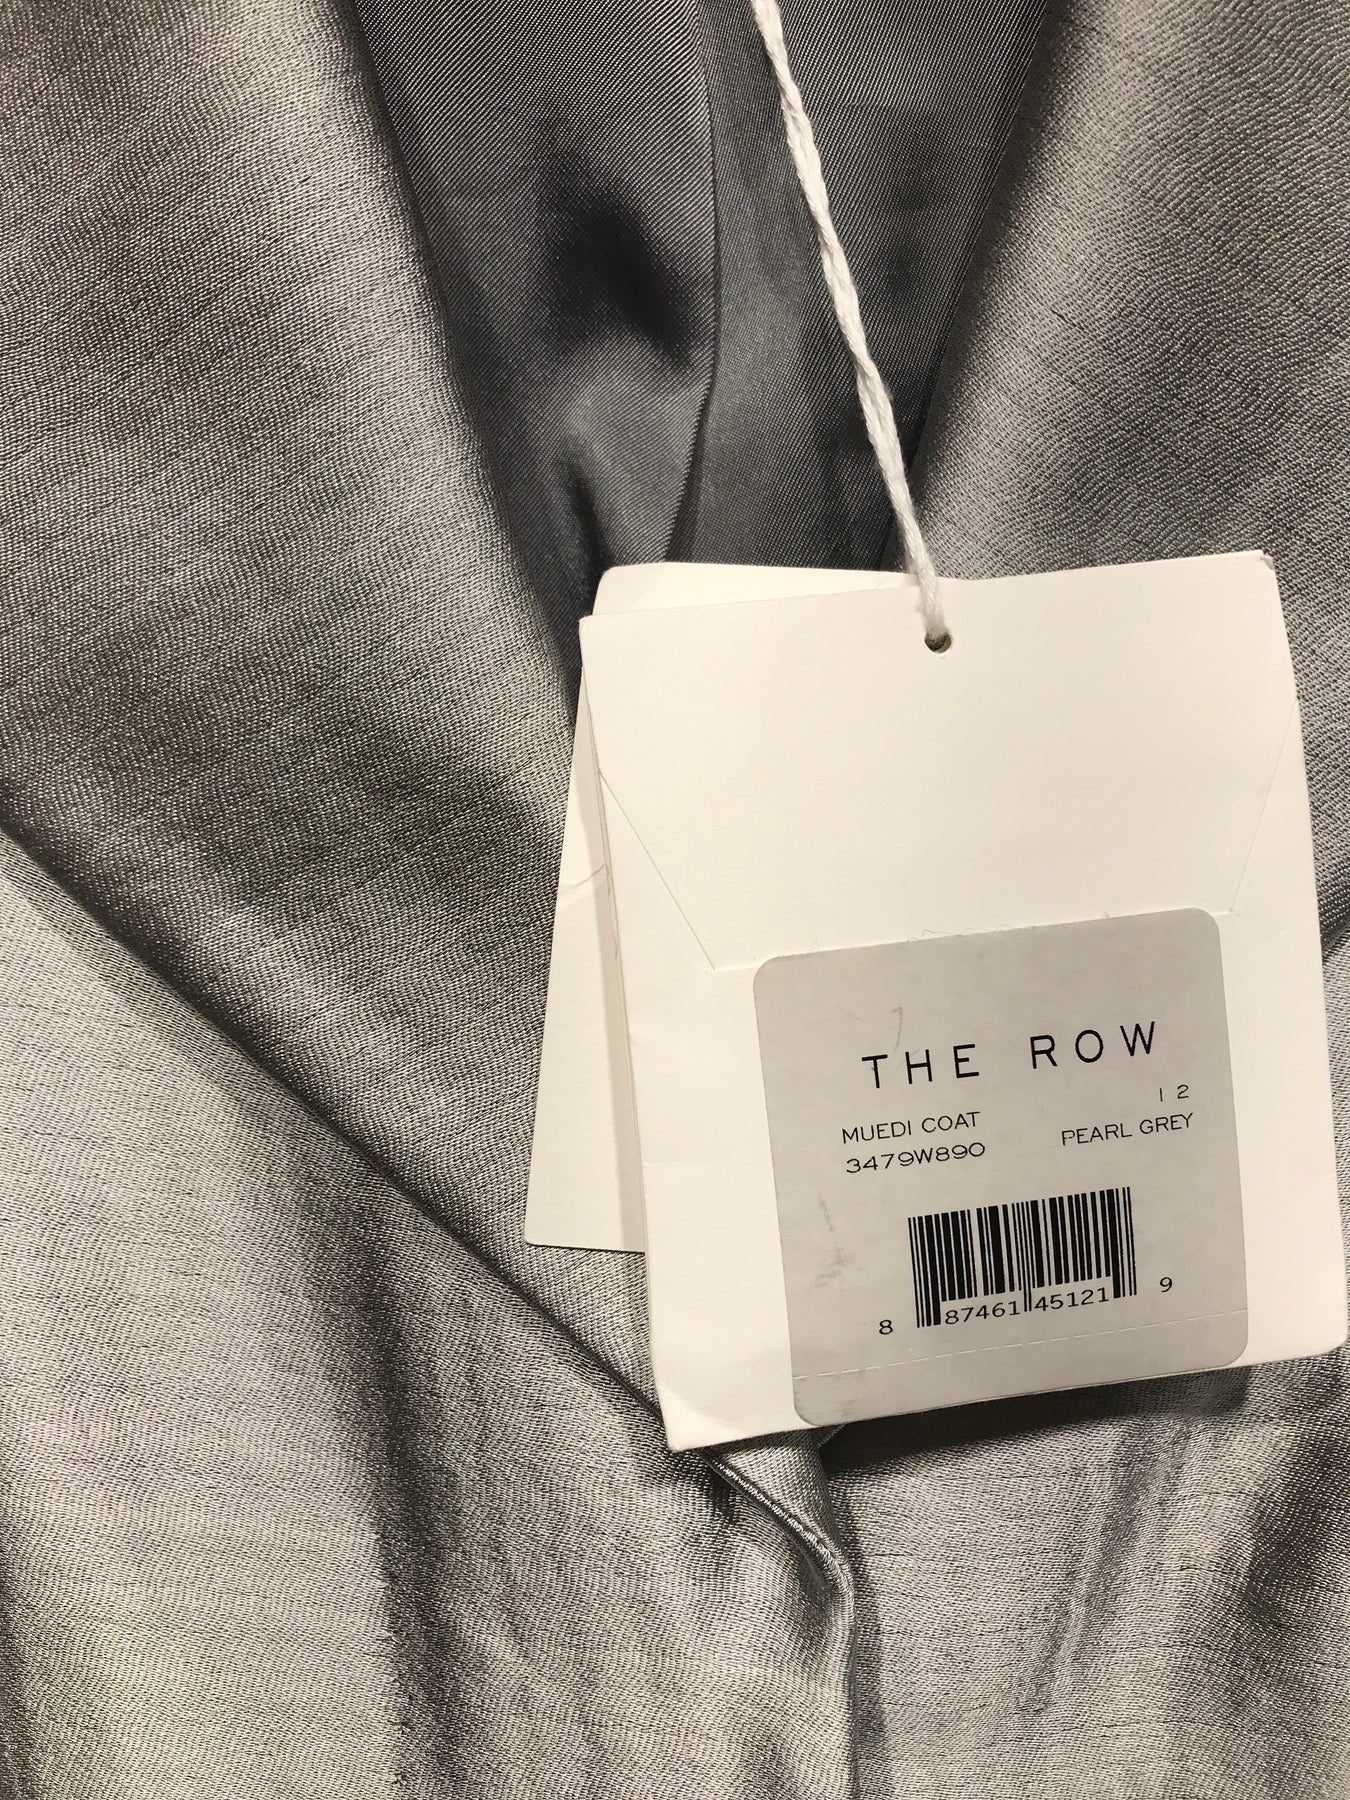 THE ROW
12
MUEDI COAT PEARL GREY
3479W890
8 87461 45121 9